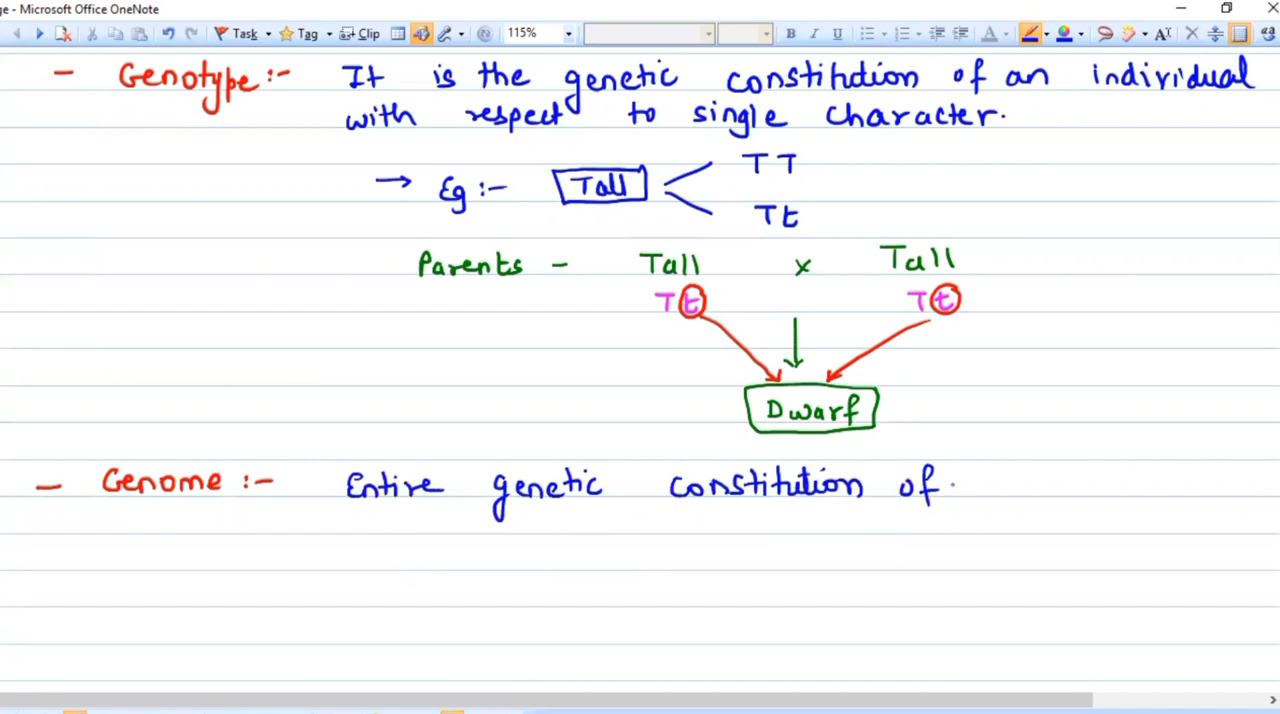 ge - Microsoft Office OneNote
Task Tag Clip 115% B I U A
- Genotype :- It is the genetic constitution of an individual
with respect to single character.
→ Eg :- Tall TT
Tt
Parents - Tall x Tall
Tt Tt
Dwarf
- Genome :- Entire genetic constitution of